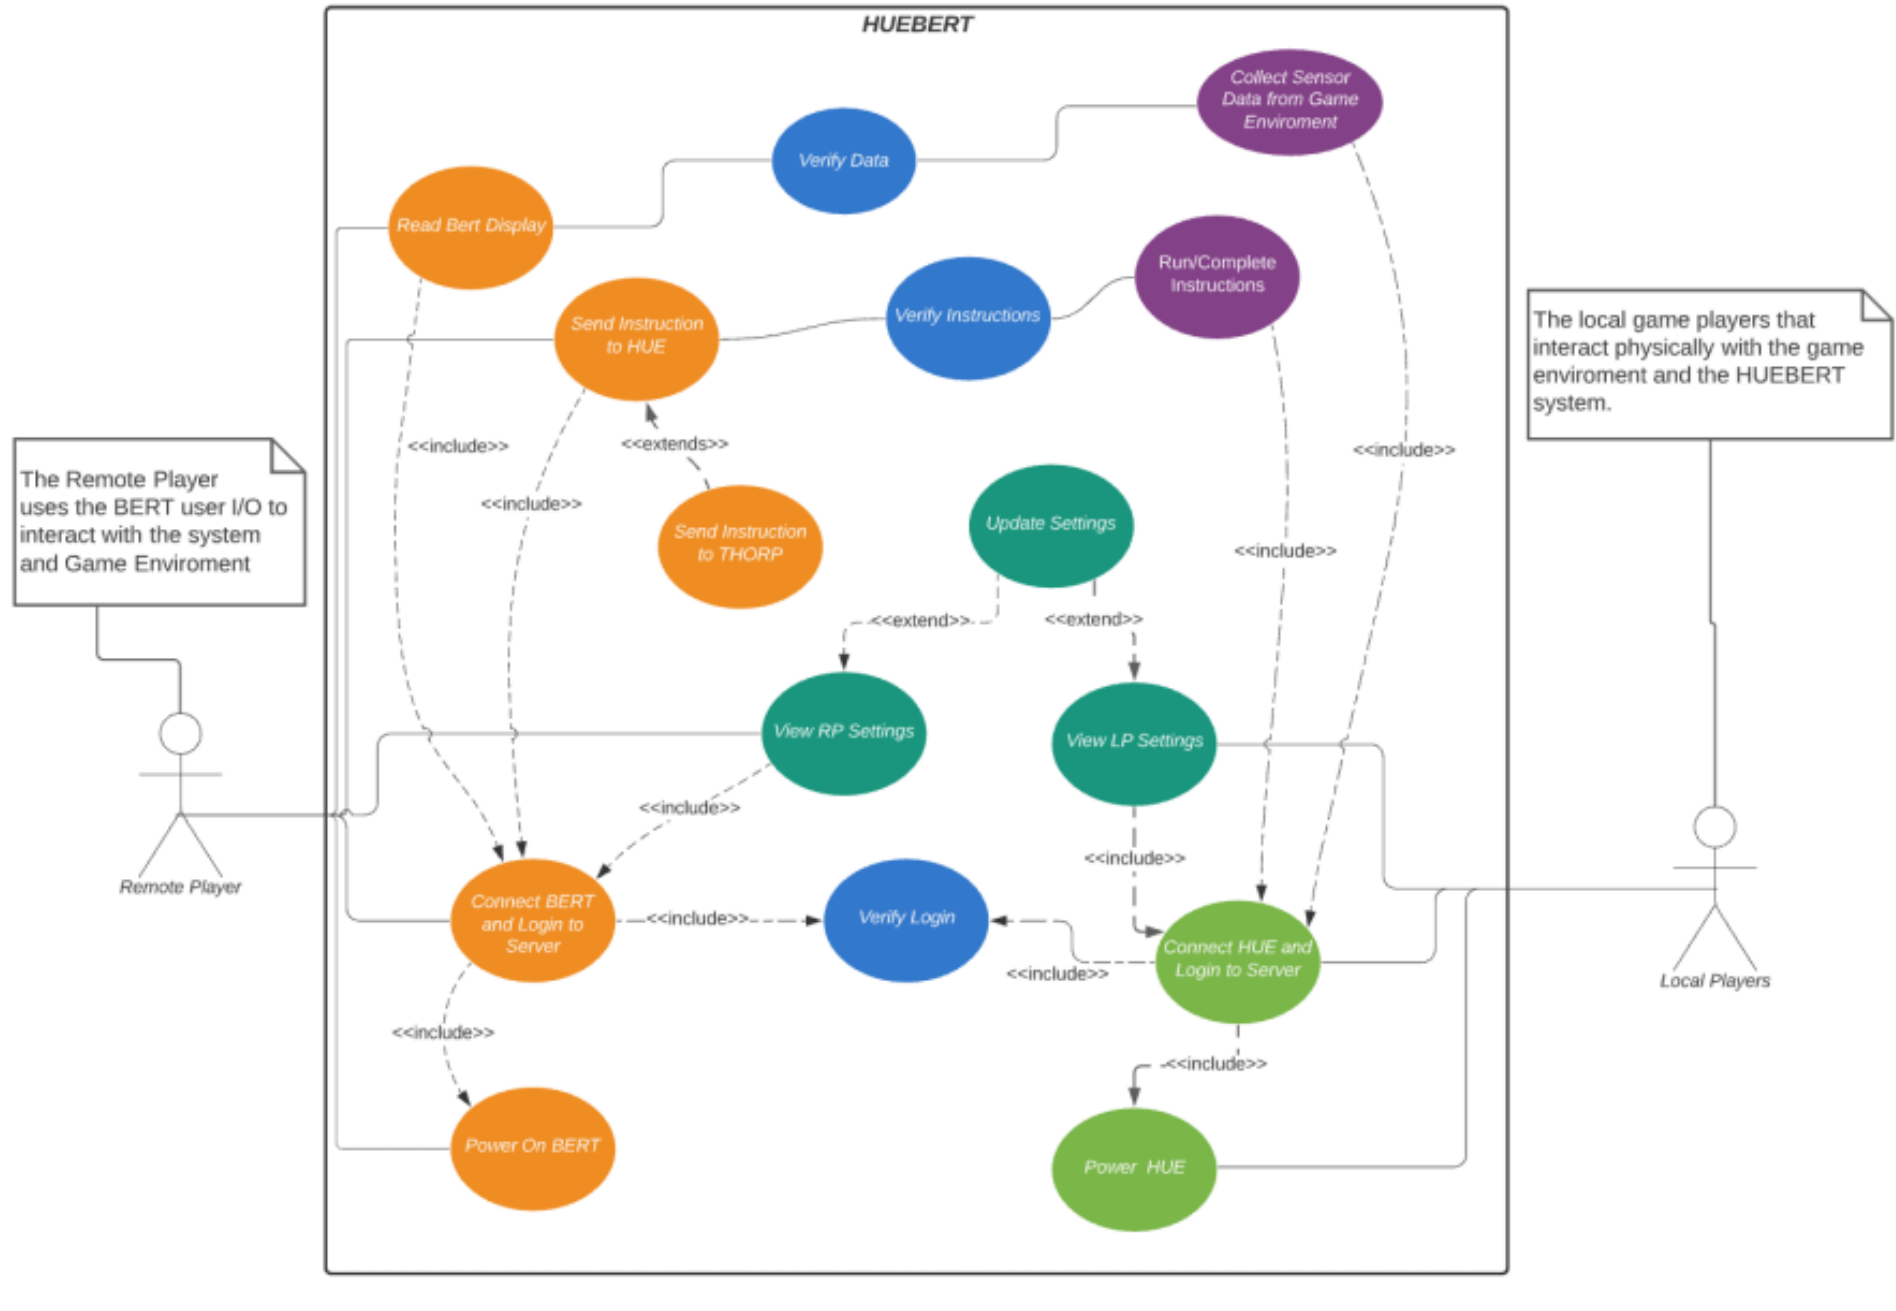 HUEBERT
Collect Sensor
Data from Game
Enviroment
Verify Data
Read Bert Display
Run/Complete
Instructions
Verify Instructions
Send Instruction
to HUE
The local game players that
interact physically with the game
enviroment and the HUEBERT
system.
<<extends>>
<<include>>
<<include>>
<<include>>
The Remote Player
uses the BERT user I/O to
interact with the system
and Game Enviroment
Send Instruction
to THORP
Update Settings
<<include>>
<<extend>>
<<extend>>
View RP Settings
View LP Settings
<<include>>
<<include>>
Remote Player
Connect BERT
and Login to
Server
<<include>>
Verify Login
<<include>>
Connect HUE and
Login to Server
Local Players
<<include>>
<<include>>
Power On BERT
Power  HUE